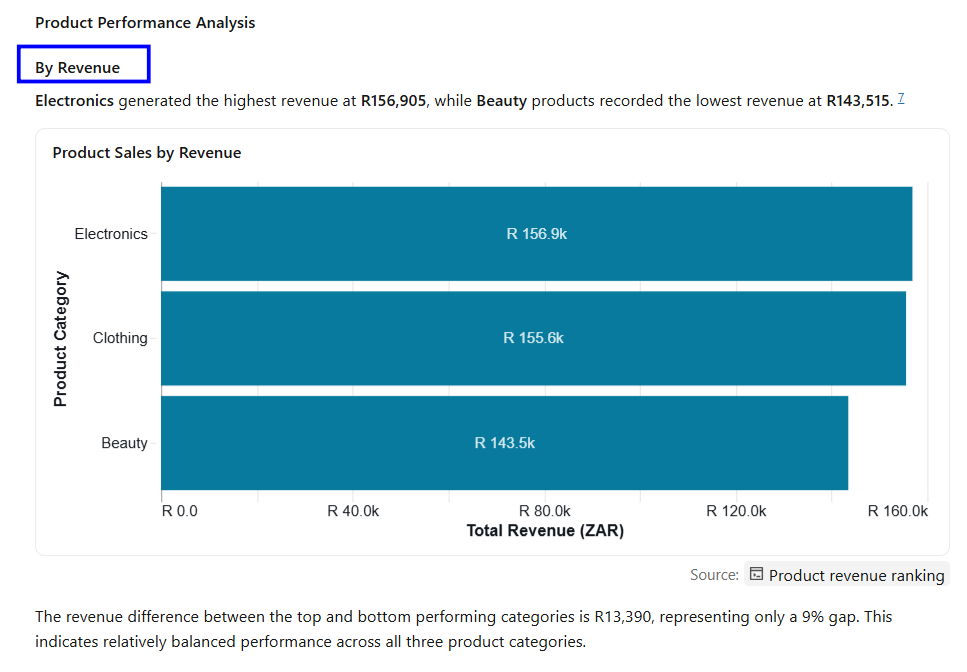 Product Performance Analysis
By Revenue
Electronics generated the highest revenue at R156,905, while Beauty products recorded the lowest revenue at R143,515. 7
Product Sales by Revenue
Product Category
Electronics
R 156.9k
Clothing
R 155.6k
Beauty
R 143.5k
R 0.0 R 40.0k R 80.0k R 120.0k R 160.0k
Total Revenue (ZAR)
Source: Product revenue ranking
The revenue difference between the top and bottom performing categories is R13,390, representing only a 9% gap. This
indicates relatively balanced performance across all three product categories.